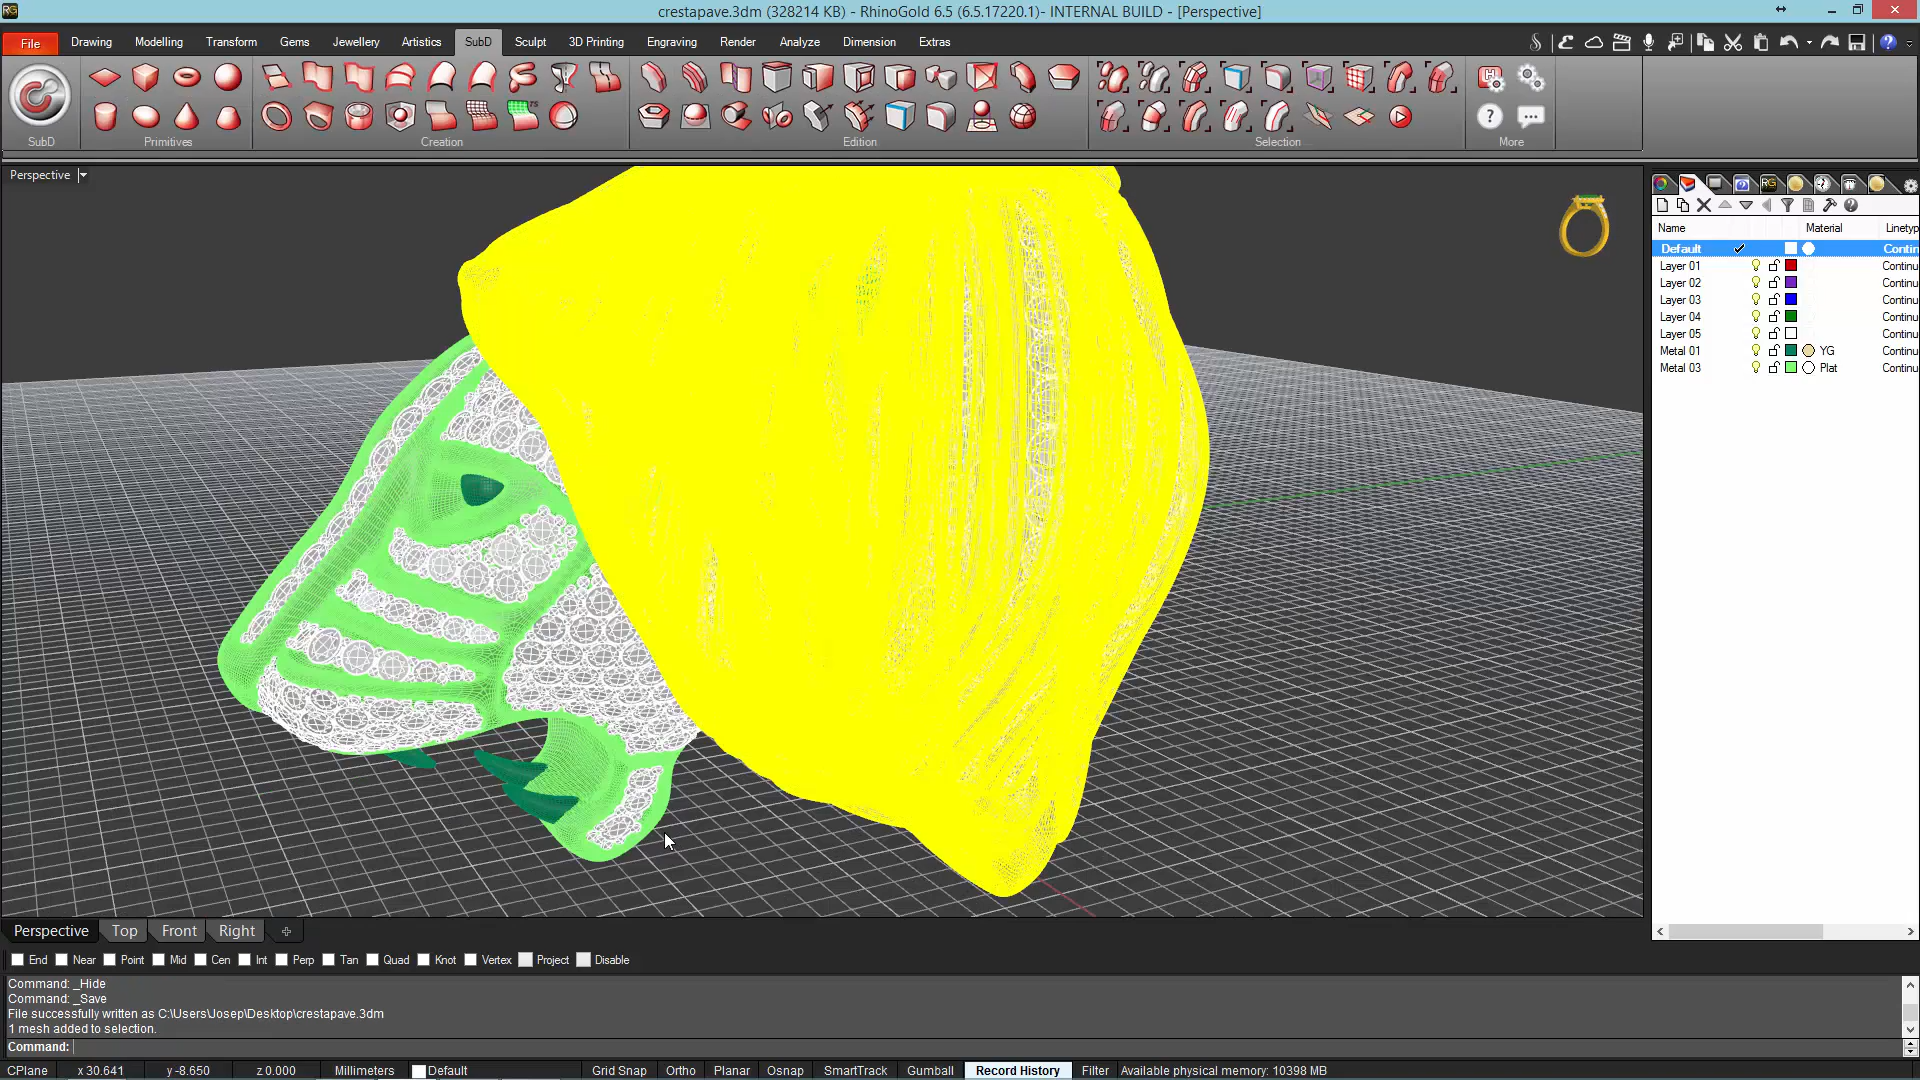 crestapave.3dm (328214 KB) - RhinoGold 6.5 (6.5.17220.1)- INTERNAL BUILD - [Perspective]
File Drawing Modelling Transform Gems Jewellery Artistics SubD Sculpt 3D Printing Engraving Render Analyze Dimension Extras
SubD Primitives Creation Edition Selection More
Perspective
Name Material Linetyp
Default Contin
Layer 01 Continu
Layer 02 Continu
Layer 03 Continu
Layer 04 Continu
Layer 05 Continu
Metal 01 YG Continu
Metal 03 Plat Continu
Perspective Top Front Right
End Near Point Mid Cen Int Perp Tan Quad Knot Vertex Project Disable
Command: _Hide
Command: _Save
File successfully written as C:\Users\Josep\Desktop\crestapave.3dm
1 mesh added to selection.
Command:
CPlane x 30.641 y -8.650 z 0.000 Millimeters Default Grid Snap Ortho Planar Osnap SmartTrack Gumball Record History Filter Available physical memory: 10398 MB